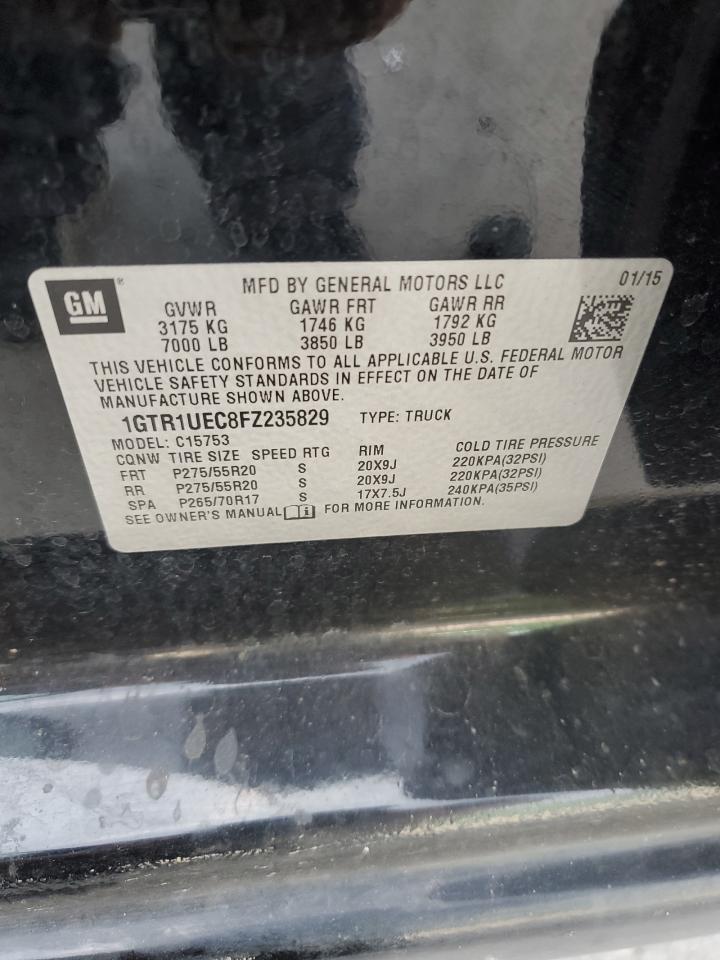 GM®
MFD BY GENERAL MOTORS LLC 01/15
GVWR GAWR FRT GAWR RR
3175 KG 1746 KG 1792 KG
7000 LB 3850 LB 3950 LB
THIS VEHICLE CONFORMS TO ALL APPLICABLE U.S. FEDERAL MOTOR
VEHICLE SAFETY STANDARDS IN EFFECT ON THE DATE OF
MANUFACTURE SHOWN ABOVE.
1GTR1UEC8FZ235829 TYPE: TRUCK
MODEL: C15753
CQNW TIRE SIZE SPEED RTG RIM COLD TIRE PRESSURE
FRT P275/55R20 S 20X9J 220KPA(32PSI)
RR P275/55R20 S 20X9J 220KPA(32PSI)
SPA P265/70R17 S 17X7.5J 240KPA(35PSI)
SEE OWNER'S MANUAL i FOR MORE INFORMATION.